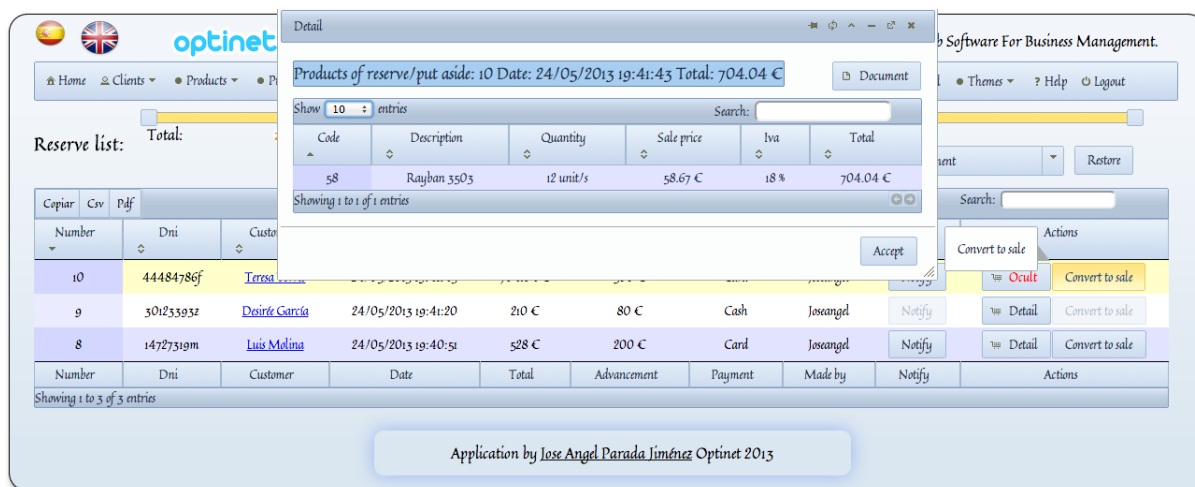 Detail
optinet
Software For Business Management.
Home Clients Products
Themes ? Help Logout
Products of reserve/put aside: 10 Date: 24/05/2013 19:41:43 Total: 704.04 €
Document
Show 10 entries Search:
Code Description Quantity Sale price Iva Total
58 Rayban 3503 12 unit/s 58.67 € 18 % 704.04 €
Showing 1 to 1 of 1 entries
Accept
Reserve list:
Total:
Restore
Copiar Csv Pdf
Search:
Number Dni Actions
Convert to sale
10 44484786f Teresa Ocult Convert to sale
9 30123393z Desirée García 24/05/2013 19:41:20 210 € 80 € Cash Joseangel Notify Detail Convert to sale
8 14727319m Luis Molina 24/05/2013 19:40:51 528 € 200 € Card Joseangel Notify Detail Convert to sale
Number Dni Customer Date Total Advancement Payment Made by Notify Actions
Showing 1 to 3 of 3 entries
Application by Jose Angel Parada Jiménez Optinet 2013